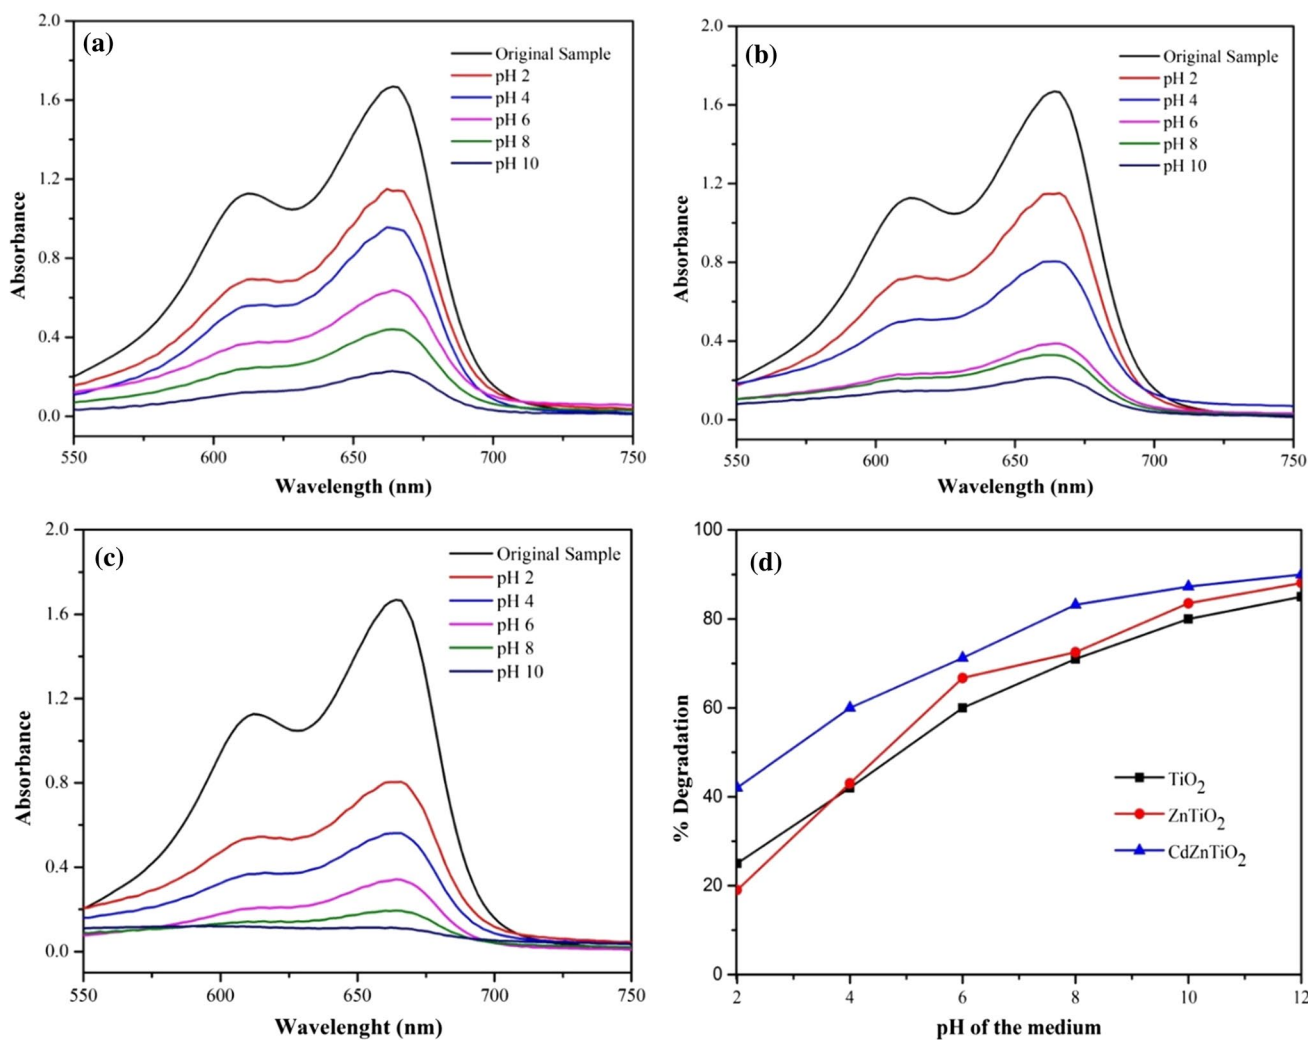 (a)
Original Sample
pH 2
pH 4
pH 6
pH 8
pH 10
2.0
1.6
1.2
0.8
0.4
0.0
550
600
650
700
750
Absorbance
Wavelength (nm)
(b)
Original Sample
pH 2
pH 4
pH 6
pH 8
pH 10
2.0
1.6
1.2
0.8
0.4
0.0
550
600
650
700
750
Absorbance
Wavelength (nm)
(c)
Original Sample
pH 2
pH 4
pH 6
pH 8
pH 10
2.0
1.6
1.2
0.8
0.4
0.0
550
600
650
700
750
Absorbance
Wavelenght (nm)
(d)
100
80
60
40
20
0
2
4
6
8
10
12
TiO2
ZnTiO2
CdZnTiO2
% Degradation
pH of the medium